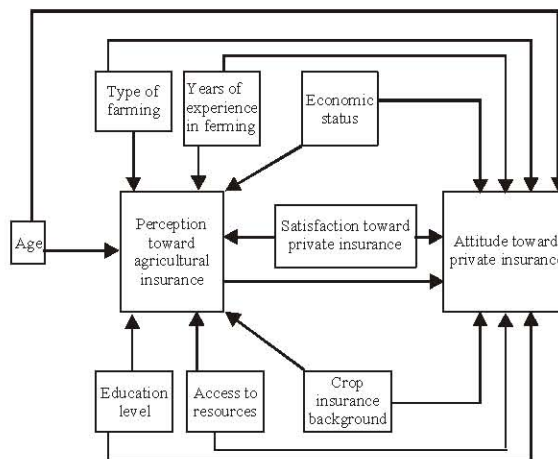 Type of
farming
Years of
experience
in ferming
Economic
status
Age
Perception
toward
agricultural
insurance
Satisfaction toward
private insurance
Attitude toward
private insurance
Education
level
Access to
resources
Crop
insurance
background